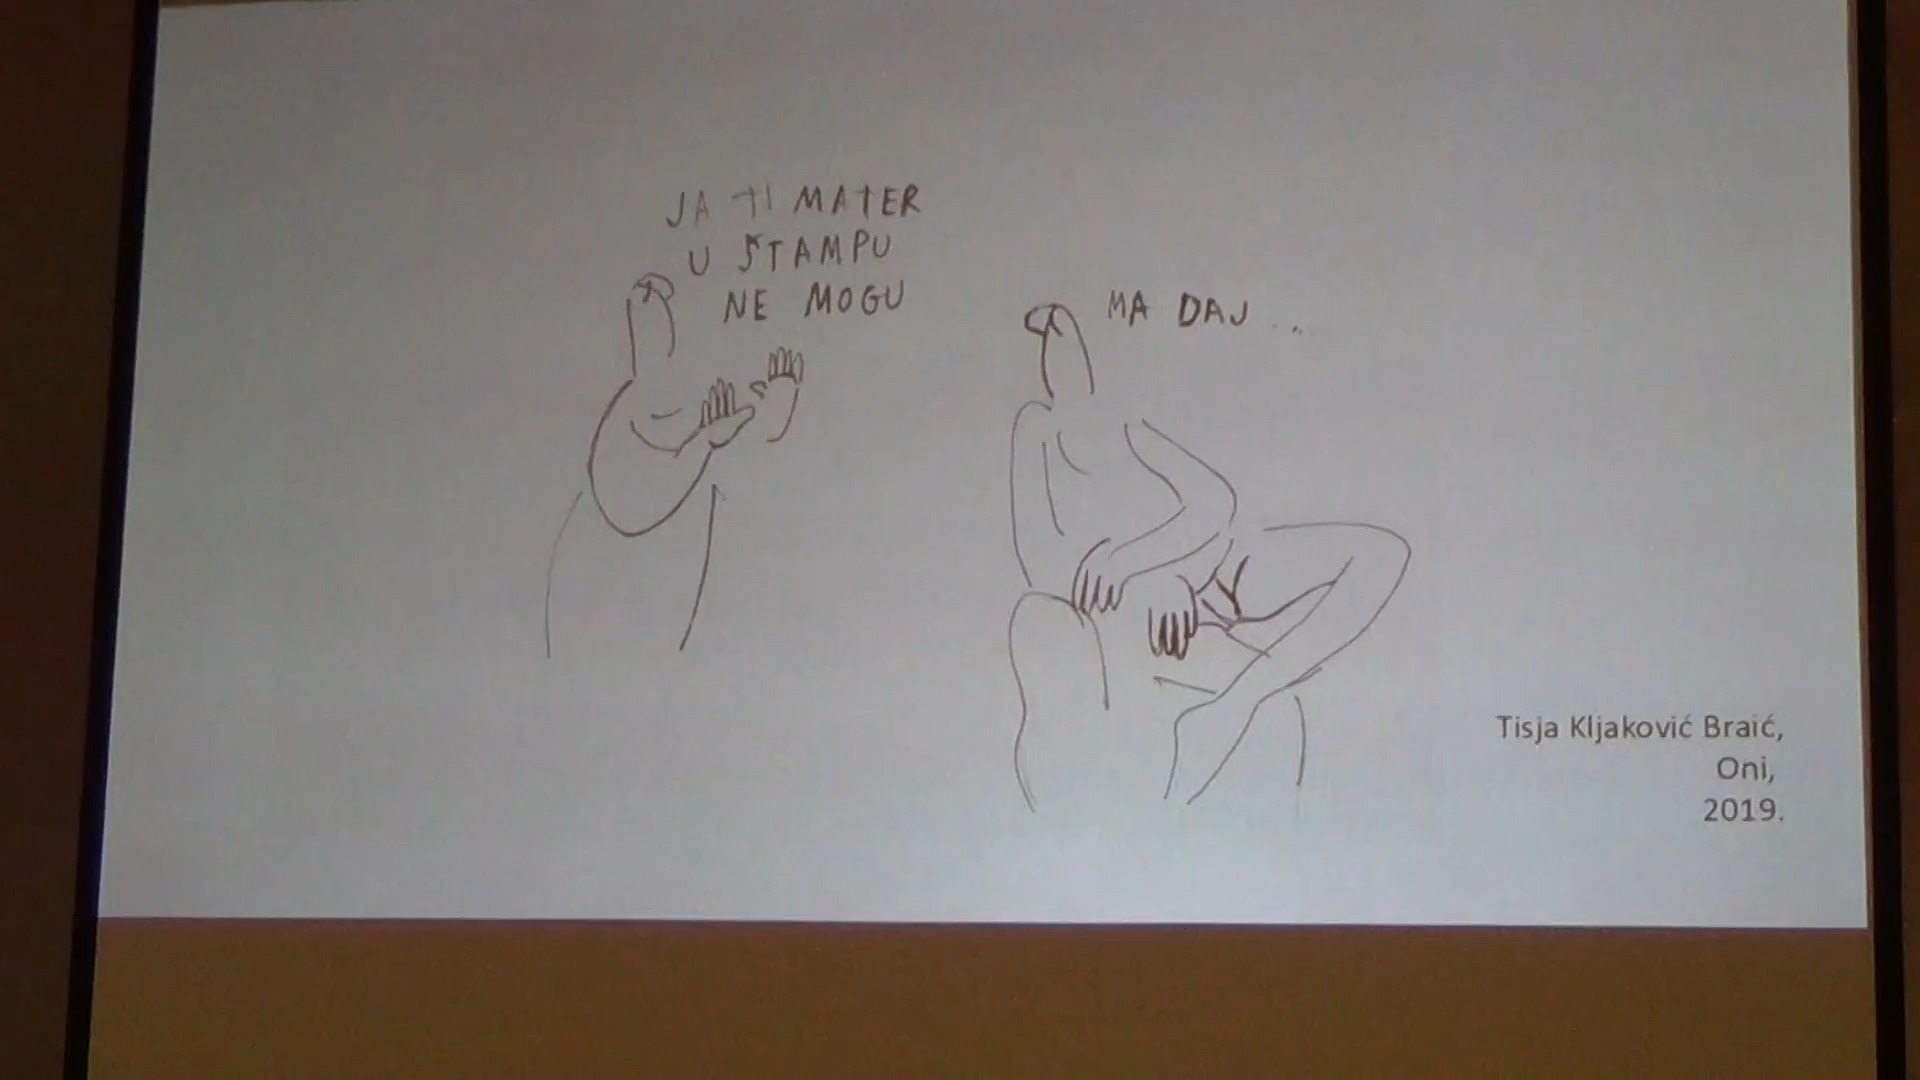 JA TI MATER
U ŠTAMPU
NE MOGU
MA DAJ ...
Tisja Kljaković Braić,
Oni,
2019.